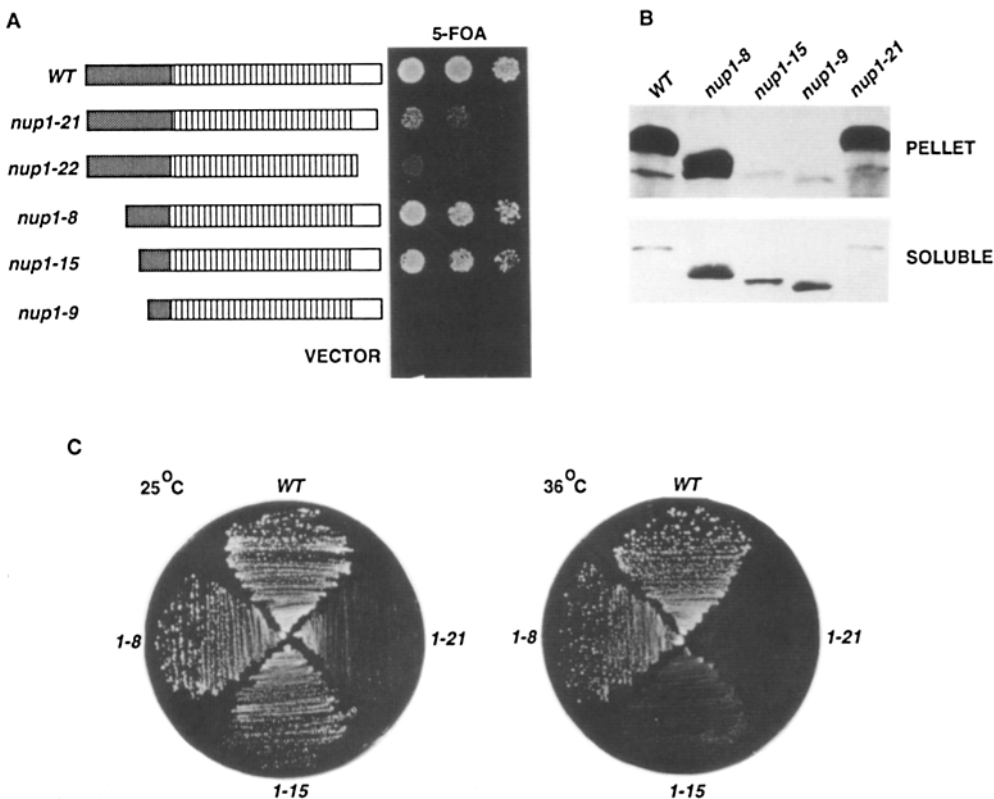 A
5-FOA
WT
nup1-21
nup1-22
nup1-8
nup1-15
nup1-9
VECTOR
B
WT
nup1-8
nup1-15
nup1-9
nup1-21
PELLET
SOLUBLE
C
25°C
WT
1-8
1-21
1-15
36°C
WT
1-8
1-21
1-15